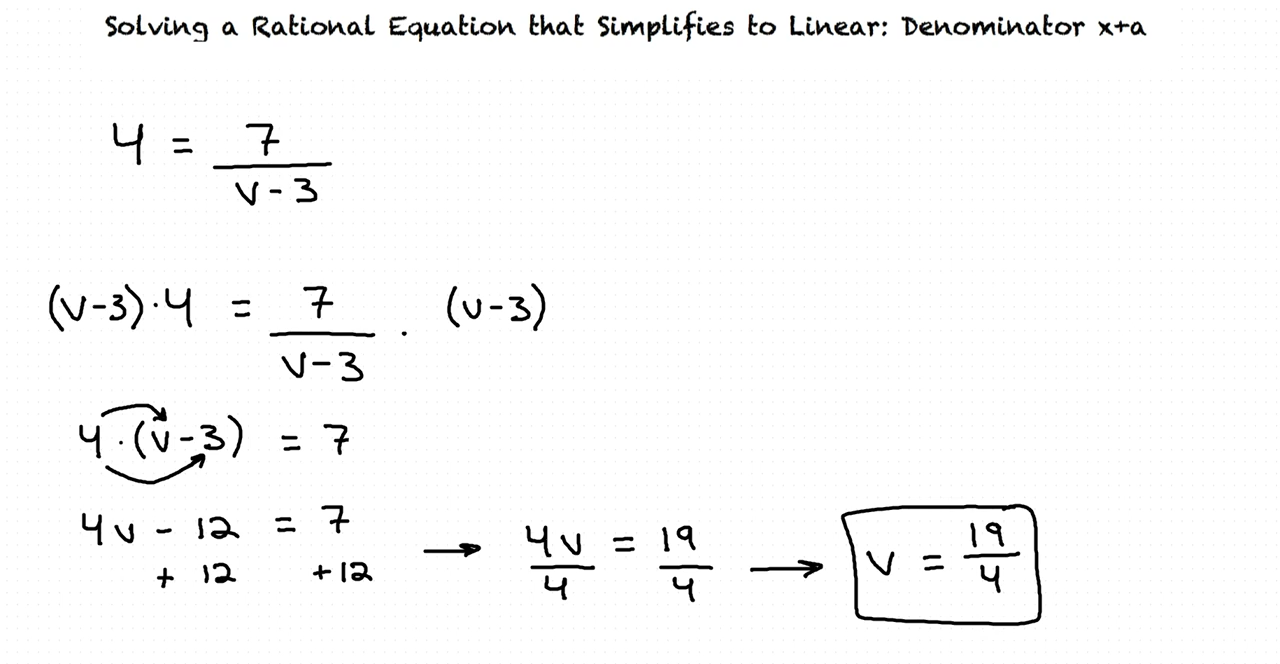 Solving a Rational Equation that Simplifies to Linear: Denominator x+a
4 = 7/(v-3)
(v-3)·4 = 7/(v-3) · (v-3)
4·(v-3) = 7
4v - 12 = 7
+ 12 +12
→ 4v/4 = 19/4 → v = 19/4